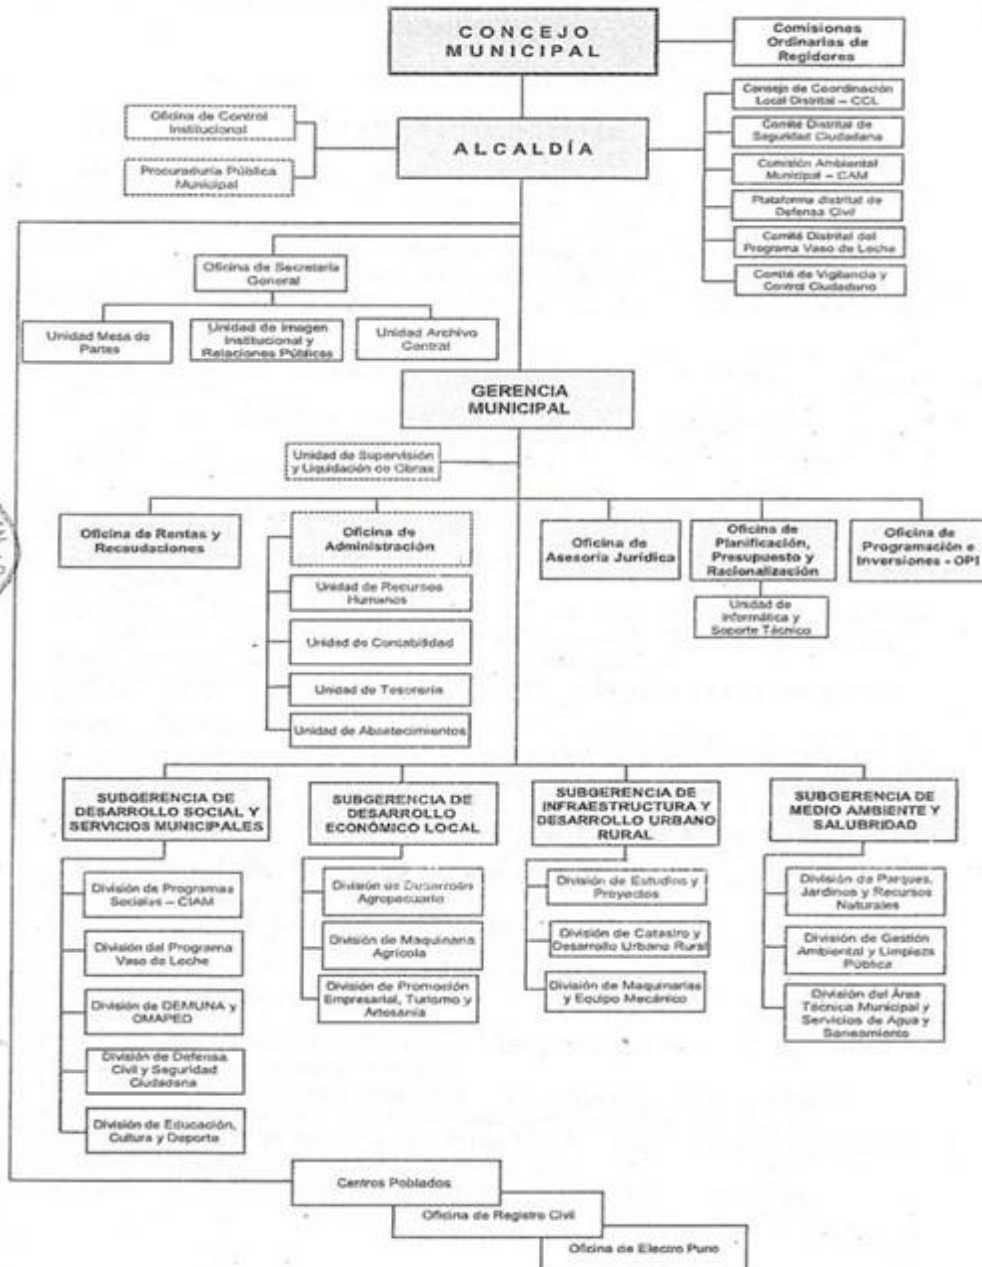 CONCEJO
MUNICIPAL
Comisiones
Ordinarias de
Regidores
Consejo de Coordinación
Local Distrital – CCL
Oficina de Control
Institucional
ALCALDÍA
Comité Distrital de
Seguridad Ciudadana
Procuraduría Pública
Municipal
Comisión Ambiental
Municipal – CAM
Plataforma distrital de
Defensa Civil
Comité Distrital del
Programa Vaso de Leche
Comité de Vigilancia y
Control Ciudadano
Oficina de Secretaría
General
Unidad Mesa de
Partes
Unidad de Imagen
Institucional y
Relaciones Públicas
Unidad Archivo
Central
GERENCIA
MUNICIPAL
Unidad de Supervisión
y Liquidación de Obras
Oficina de Rentas y
Recaudaciones
Oficina de
Administración
Unidad de Recursos
Humanos
Unidad de Contabilidad
Unidad de Tesorería
Unidad de Abastecimientos
Oficina de
Asesoría Jurídica
Oficina de
Planificación,
Presupuesto y
Racionalización
Unidad de
Informática y
Soporte Técnico
Oficina de
Programación e
Inversiones - OPI
SUBGERENCIA DE
DESARROLLO SOCIAL Y
SERVICIOS MUNICIPALES
División de Programas
Sociales – CIAM
División del Programa
Vaso de Leche
División de DEMUNA y
OMAPED
División de Defensa
Civil y Seguridad
Ciudadana
División de Educación,
Cultura y Deporte
SUBGERENCIA DE
DESARROLLO
ECONÓMICO LOCAL
División de Desarrollo
Agropecuario
División de Maquinaria
Agrícola
División de Promoción
Empresarial, Turismo y
Artesanía
SUBGERENCIA DE
INFRAESTRUCTURA Y
DESARROLLO URBANO
RURAL
División de Estudios y
Proyectos
División de Catastro y
Desarrollo Urbano Rural
División de Maquinarias
y Equipo Mecánico
SUBGERENCIA DE
MEDIO AMBIENTE Y
SALUBRIDAD
División de Parques,
Jardines y Recursos
Naturales
División de Gestión
Ambiental y Limpieza
Pública
División del Área
Técnica Municipal y
Servicios de Agua y
Saneamiento
Centros Poblados
Oficina de Registro Civil
Oficina de Electro Puno